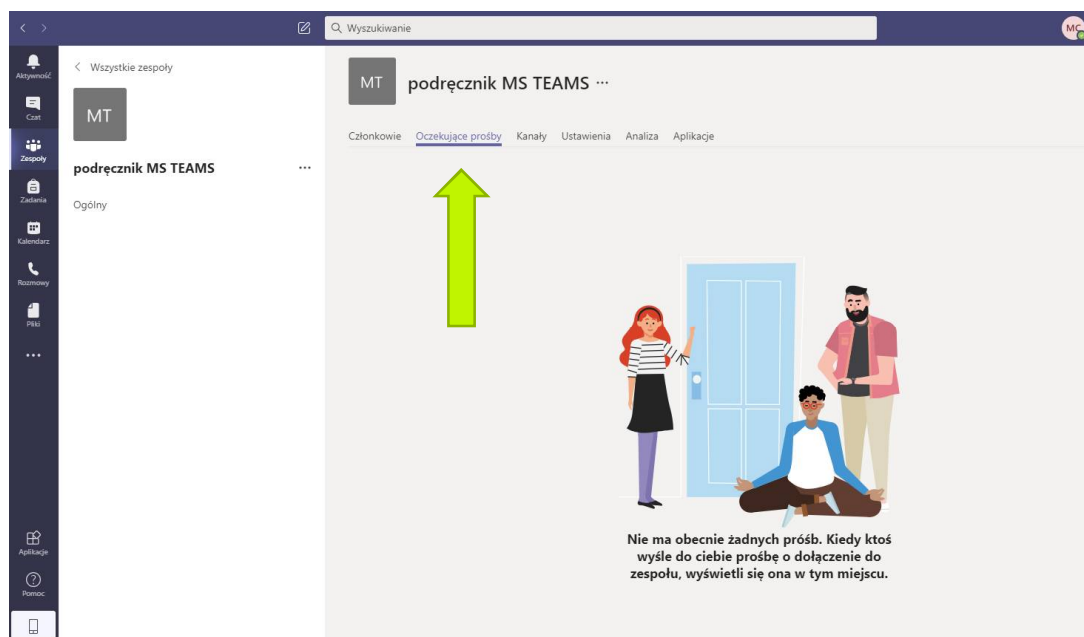 Wyszukiwanie
MC
Aktywność
Czat
Zespoły
Zadania
Kalendarz
Rozmowy
Pliki
Aplikacje
Pomoc
Wszystkie zespoły
MT
podręcznik MS TEAMS ...
Ogólny
MT
podręcznik MS TEAMS ...
Członkowie Oczekujące prośby Kanały Ustawienia Analiza Aplikacje
Nie ma obecnie żadnych próśb. Kiedy ktoś
wyśle do ciebie prośbę o dołączenie do
zespołu, wyświetli się ona w tym miejscu.